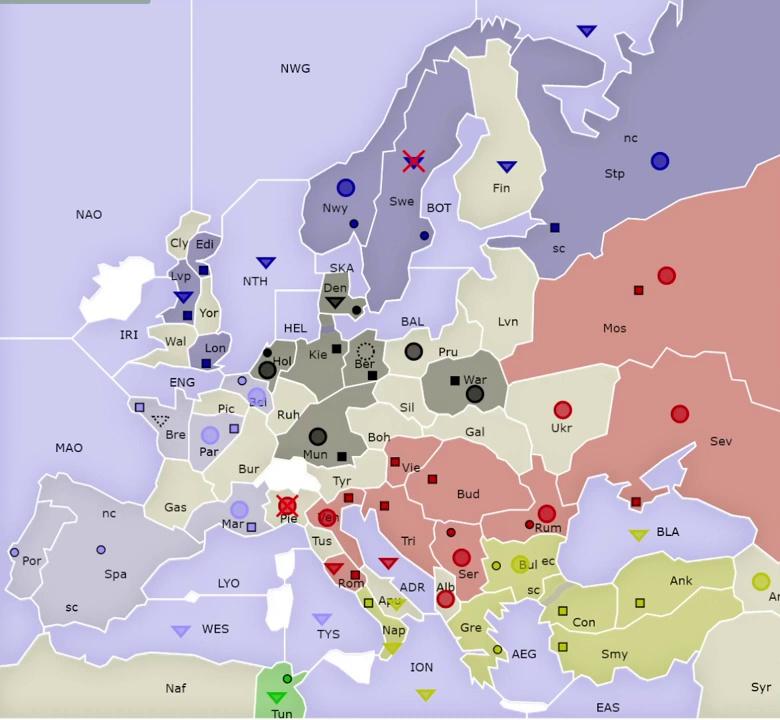 NWG
nc
Stp
Fin
Nwy
Swe
BOT
NAO
Cly
Edi
sc
Lvp
NTH
SKA
Den
Yor
Mos
IRI
HEL
BAL
Lvn
Wal
Lon
Kie
Hol
Ber
Pru
ENG
Bel
War
Pic
Ruh
Sil
Ukr
Bre
Gal
Sev
MAO
Par
Mun
Boh
Bur
Vie
Tyr
Bud
Gas
nc
Mar
Pie
Ven
Rum
Por
Tus
Tri
BLA
Spa
Ser
Bul
ec
LYO
Rom
ADR
Alb
Ank
sc
sc
Apu
Con
Gre
WES
TYS
Nap
AEG
Smy
ION
Naf
Syr
EAS
Tun